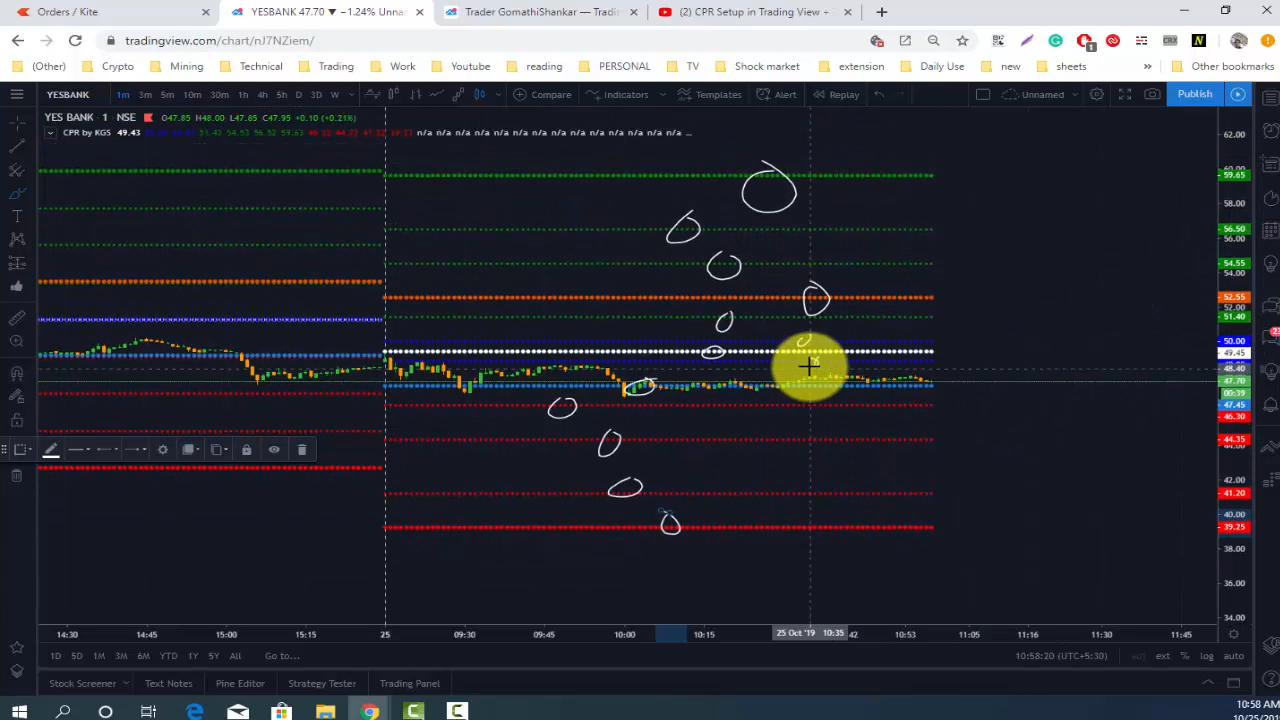 Orders / Kite
YESBANK 47.70 ▼ −1.24% Unna
Trader GomathiShankar — Tradin
(2) CPR Setup in Trading View -
tradingview.com/chart/nJ7NZiem/
(Other) Crypto Mining Technical Trading Work Youtube reading PERSONAL TV Shock market extension Daily Use new sheets » Other bookmarks
YESBANK 1m 3m 5m 10m 30m 1h 4h 5h D 3D W Compare Indicators Templates Alert Replay Unnamed Publish
YES BANK · 1 · NSE O47.85 H48.00 L47.85 C47.95 +0.10 (+0.21%)
CPR by KGS 49.43 n/a n/a n/a n/a n/a n/a n/a n/a n/a n/a n/a n/a n/a n/a n/a n/a n/a ...
62.00
59.65
58.00
56.50
56.00
54.55
54.00
52.55
52.00
51.40
50.00
49.45
48.40
47.70
00:39
47.45
46.30
44.35
42.00
41.20
40.00
39.25
38.00
36.00
34.00
14:30 14:45 15:00 15:15 25 09:30 09:45 10:00 10:15 25 Oct '19 10:35 42 10:53 11:05 11:16 11:30 11:45
1D 5D 1M 3M 6M YTD 1Y 5Y All Go to... 10:58:20 (UTC+5:30) ext % log auto
Stock Screener Text Notes Pine Editor Strategy Tester Trading Panel
10:58 AM